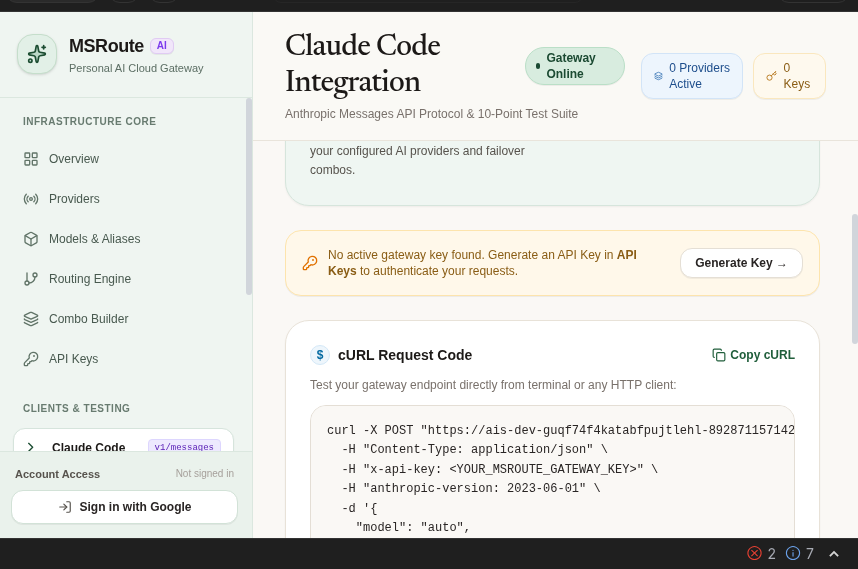 MSRoute AI
Personal AI Cloud Gateway
INFRASTRUCTURE CORE
Overview
Providers
Models & Aliases
Routing Engine
Combo Builder
API Keys
CLIENTS & TESTING
Claude Code v1/messages
Account Access Not signed in
Sign in with Google
Claude Code
Integration
Anthropic Messages API Protocol & 10-Point Test Suite
Gateway
Online
0 Providers
Active
0
Keys
your configured AI providers and failover
combos.
No active gateway key found. Generate an API Key in API
Keys to authenticate your requests.
Generate Key →
$ cURL Request Code
Copy cURL
Test your gateway endpoint directly from terminal or any HTTP client:
curl -X POST "https://ais-dev-guqf74f4katabfpujtlehl-892871157142
-H "Content-Type: application/json" \
-H "x-api-key: <YOUR_MSROUTE_GATEWAY_KEY>" \
-H "anthropic-version: 2023-06-01" \
-d '{
"model": "auto",
2 7